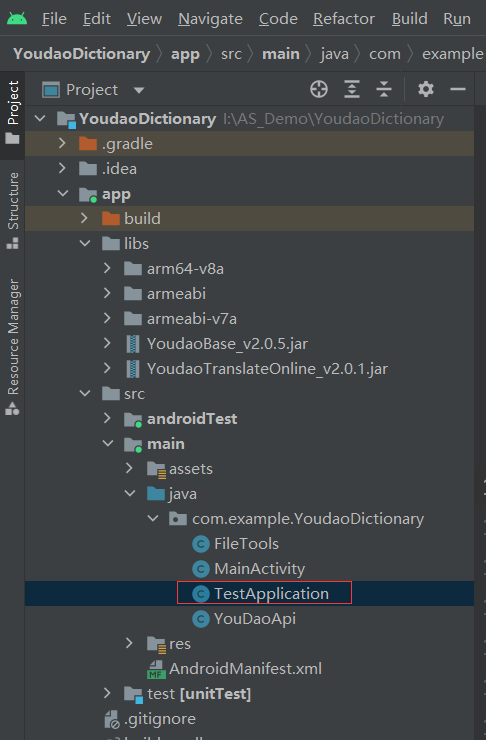 File Edit View Navigate Code Refactor Build Run
YoudaoDictionary app src main java com example
Project
YoudaoDictionary I:\AS_Demo\YoudaoDictionary
.gradle
.idea
app
build
libs
arm64-v8a
armeabi
armeabi-v7a
YoudaoBase_v2.0.5.jar
YoudaoTranslateOnline_v2.0.1.jar
src
androidTest
main
assets
java
com.example.YoudaoDictionary
C FileTools
C MainActivity
C TestApplication
C YouDaoApi
res
MF AndroidManifest.xml
test [unitTest]
.gitignore
Project
Structure
Resource Manager